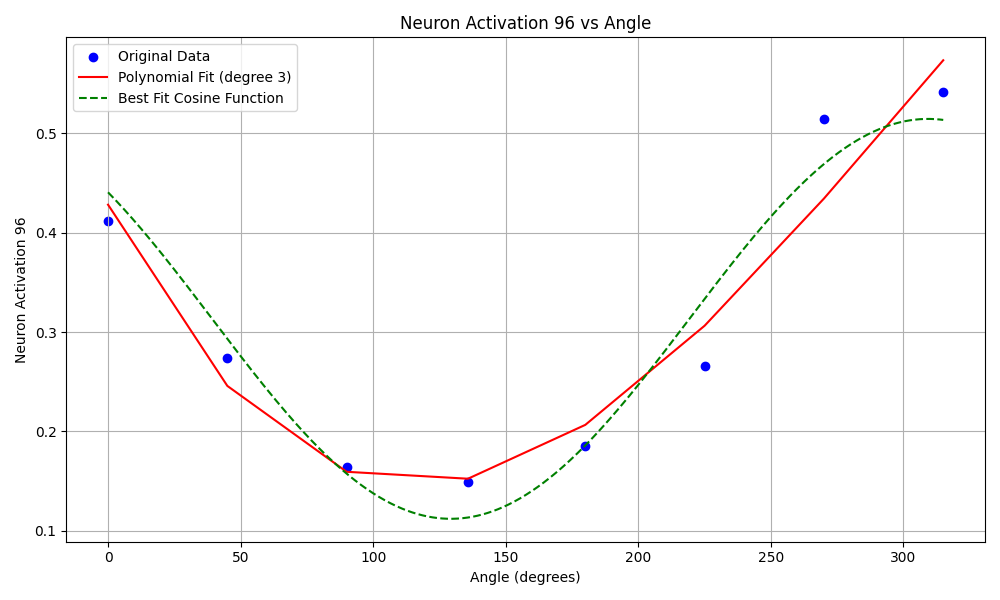 Neuron Activation 96 vs Angle
Original Data
Polynomial Fit (degree 3)
Best Fit Cosine Function
Neuron Activation 96
0.5
0.4
0.3
0.2
0.1
0 50 100 150 200 250 300
Angle (degrees)